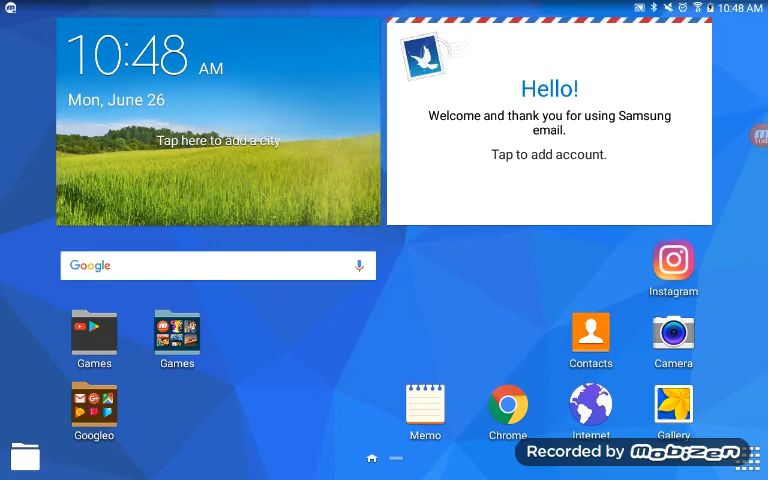 10:48 AM
10:48 AM
Mon, June 26
Tap here to add a city
Hello!
Welcome and thank you for using Samsung
email.
Tap to add account.
Google
Instagram
Games
Games
Contacts
Camera
Googleo
Memo
Chrome
Internet
Gallery
Recorded by Mobizen